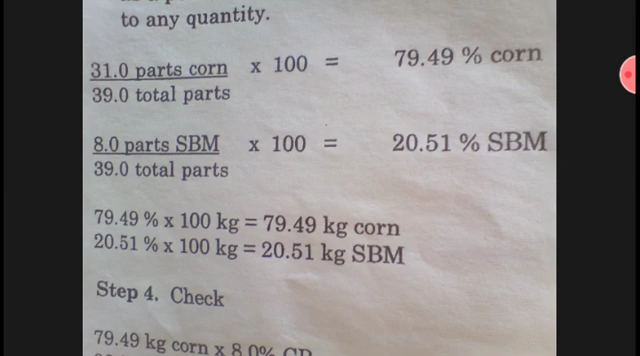 to any quantity.
31.0 parts corn x 100 = 79.49 % corn
39.0 total parts
8.0 parts SBM x 100 = 20.51 % SBM
39.0 total parts
79.49 % x 100 kg = 79.49 kg corn
20.51 % x 100 kg = 20.51 kg SBM
Step 4. Check
79.49 kg corn x 8.0% CP